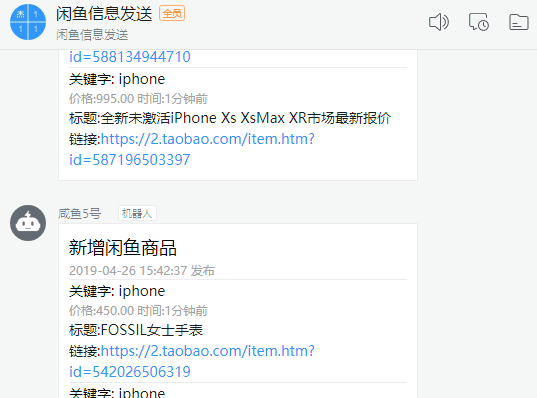 杰 1
1 1
闲鱼信息发送 全员
闲鱼信息发送
id=588134944710
关键字: iphone
价格:995.00 时间:1分钟前
标题:全新未激活iPhone Xs XsMax XR市场最新报价
链接:https://2.taobao.com/item.htm?
id=587196503397
咸鱼5号 机器人
新增闲鱼商品
2019-04-26 15:42:37 发布
关键字: iphone
价格:450.00 时间:1分钟前
标题:FOSSIL女士手表
链接:https://2.taobao.com/item.htm?
id=542026506319
关键字: iphone